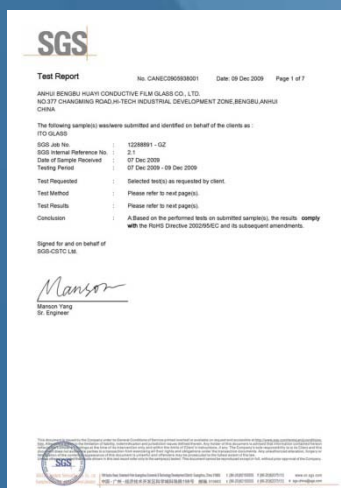 SGS
Test Report No. CANEC0905938001 Date: 09 Dec 2009 Page 1 of 7
ANHUI BENGBU HUAYI CONDUCTIVE FILM GLASS CO., LTD.
NO.377 CHANGMING ROAD,HI-TECH INDUSTRIAL DEVELOPMENT ZONE,BENGBU,ANHUI
CHINA
The following sample(s) was/were submitted and identified on behalf of the clients as :
ITO GLASS
SGS Job No. : 12288891 - GZ
SGS Internal Reference No. : 2.1
Date of Sample Received : 07 Dec 2009
Testing Period : 07 Dec 2009 - 09 Dec 2009
Test Requested : Selected test(s) as requested by client.
Test Method : Please refer to next page(s).
Test Results : Please refer to next page(s).
Conclusion : A.Based on the performed tests on submitted sample(s), the results comply
with the RoHS Directive 2002/95/EC and its subsequent amendments.
Signed for and on behalf of
SGS-CSTC Ltd.
Manson
Manson Yang
Sr. Engineer
SGS